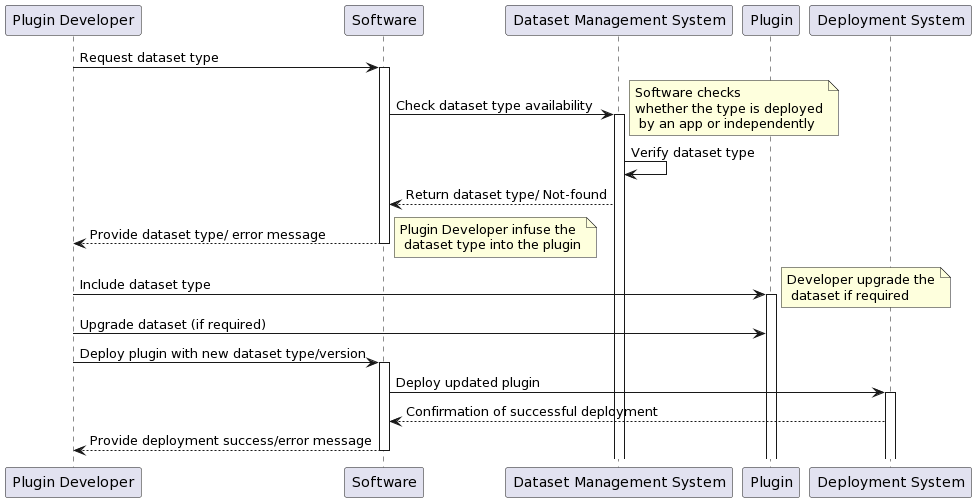 Plugin Developer
Software
Dataset Management System
Plugin
Deployment System
Request dataset type
Software checks
whether the type is deployed
by an app or independently
Check dataset type availability
Verify dataset type
Return dataset type/ Not-found
Plugin Developer infuse the
dataset type into the plugin
Provide dataset type/ error message
Developer upgrade the
dataset if required
Include dataset type
Upgrade dataset (if required)
Deploy plugin with new dataset type/version
Deploy updated plugin
Confirmation of successful deployment
Provide deployment success/error message
Plugin Developer
Software
Dataset Management System
Plugin
Deployment System